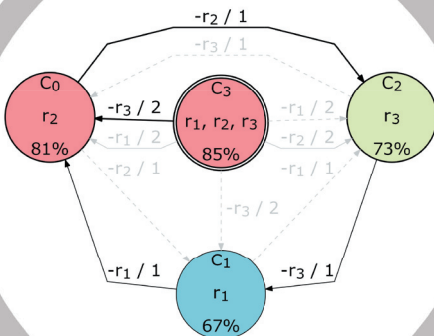 -r₂ / 1
-r₃ / 1
C₀
r₂
81%
C₃
r₁, r₂, r₃
85%
C₂
r₃
73%
-r₃ / 2
-r₁ / 2
-r₂ / 1
-r₁ / 2
-r₂ / 2
-r₁ / 1
-r₃ / 2
-r₁ / 1
-r₃ / 1
C₁
r₁
67%